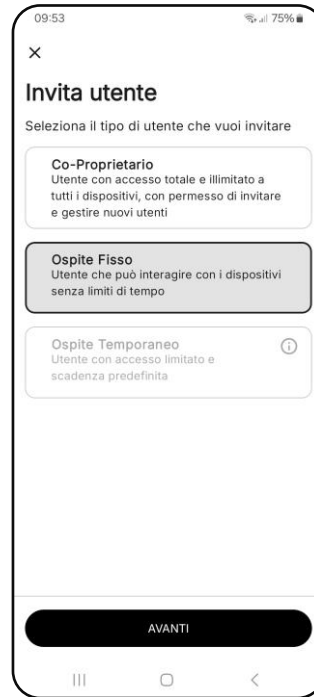 09:53
75%
Invita utente
Seleziona il tipo di utente che vuoi invitare
Co-Proprietario
Utente con accesso totale e illimitato a
tutti i dispositivi, con permesso di invitare
e gestire nuovi utenti
Ospite Fisso
Utente che può interagire con i dispositivi
senza limiti di tempo
Ospite Temporaneo
Utente con accesso limitato e
scadenza predefinita
AVANTI